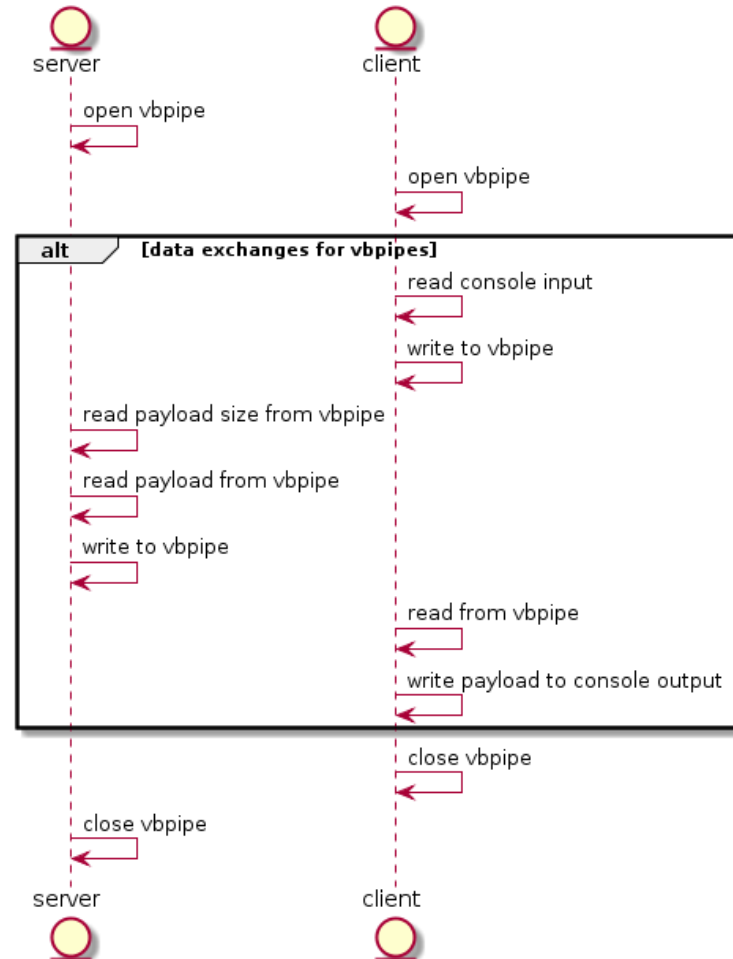 server client
open vbpipe
open vbpipe
alt [data exchanges for vbpipes]
read console input
write to vbpipe
read payload size from vbpipe
read payload from vbpipe
write to vbpipe
read from vbpipe
write payload to console output
close vbpipe
close vbpipe
server client